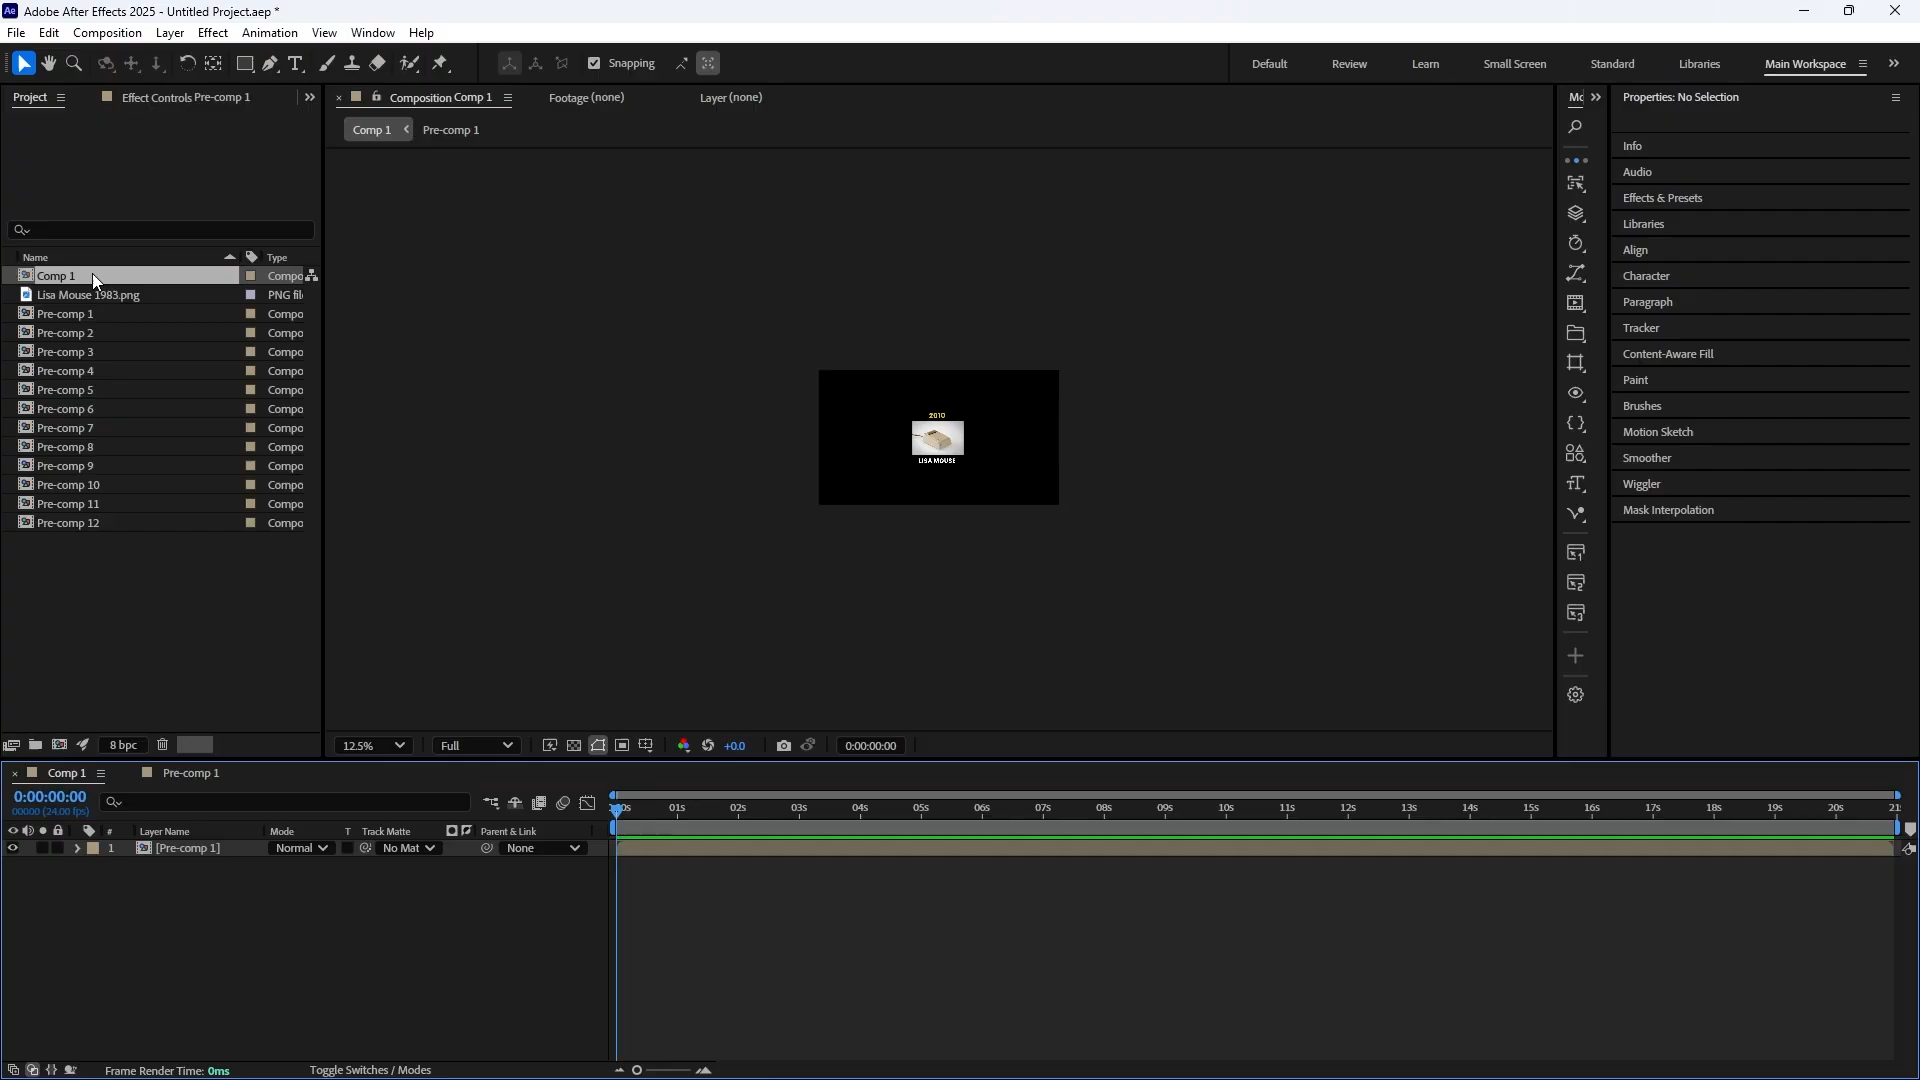 Adobe After Effects 2025 - Untitled Project.aep *
File Edit Composition Layer Effect Animation View Window Help
Snapping Default Review Learn Small Screen Standard Libraries Main Workspace
Project Effect Controls Pre-comp 1
Composition Comp 1 Footage (none) Layer (none)
Comp 1 Pre-comp 1
Name Type
Comp 1 Compo
Lisa Mouse 1983.png PNG fil
Pre-comp 1 Compo
Pre-comp 2 Compo
Pre-comp 3 Compo
Pre-comp 4 Compo
Pre-comp 5 Compo
Pre-comp 6 Compo
Pre-comp 7 Compo
Pre-comp 8 Compo
Pre-comp 9 Compo
Pre-comp 10 Compo
Pre-comp 11 Compo
Pre-comp 12 Compo
8 bpc
2010
LISA MOUSE
12.5% Full +0.0 0:00:00:00
Mc
Properties: No Selection
Info
Audio
Effects & Presets
Libraries
Align
Character
Paragraph
Tracker
Content-Aware Fill
Paint
Brushes
Motion Sketch
Smoother
Wiggler
Mask Interpolation
Comp 1 Pre-comp 1
0:00:00:00
00000 (24.00 fps)
00s 01s 02s 03s 04s 05s 06s 07s 08s 09s 10s 11s 12s 13s 14s 15s 16s 17s 18s 19s 20s 21
# Layer Name Mode T Track Matte Parent & Link
1 [Pre-comp 1] Normal No Mat None
Frame Render Time: 0ms Toggle Switches / Modes